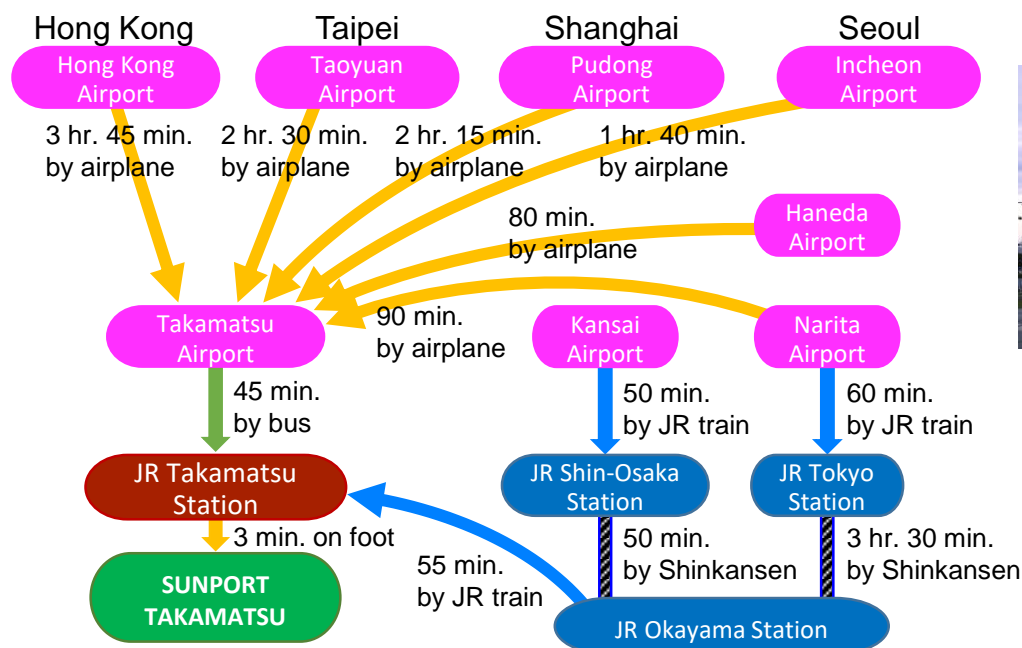 Hong Kong
Taipei
Shanghai
Seoul
Hong Kong
Airport
Taoyuan
Airport
Pudong
Airport
Incheon
Airport
3 hr. 45 min.
by airplane
2 hr. 30 min.
by airplane
2 hr. 15 min.
by airplane
1 hr. 40 min.
by airplane
80 min.
by airplane
Haneda
Airport
Takamatsu
Airport
90 min.
by airplane
Kansai
Airport
Narita
Airport
45 min.
by bus
50 min.
by JR train
60 min.
by JR train
JR Takamatsu
Station
JR Shin-Osaka
Station
JR Tokyo
Station
3 min. on foot
50 min.
by Shinkansen
3 hr. 30 min.
by Shinkansen
55 min.
by JR train
SUNPORT
TAKAMATSU
JR Okayama Station